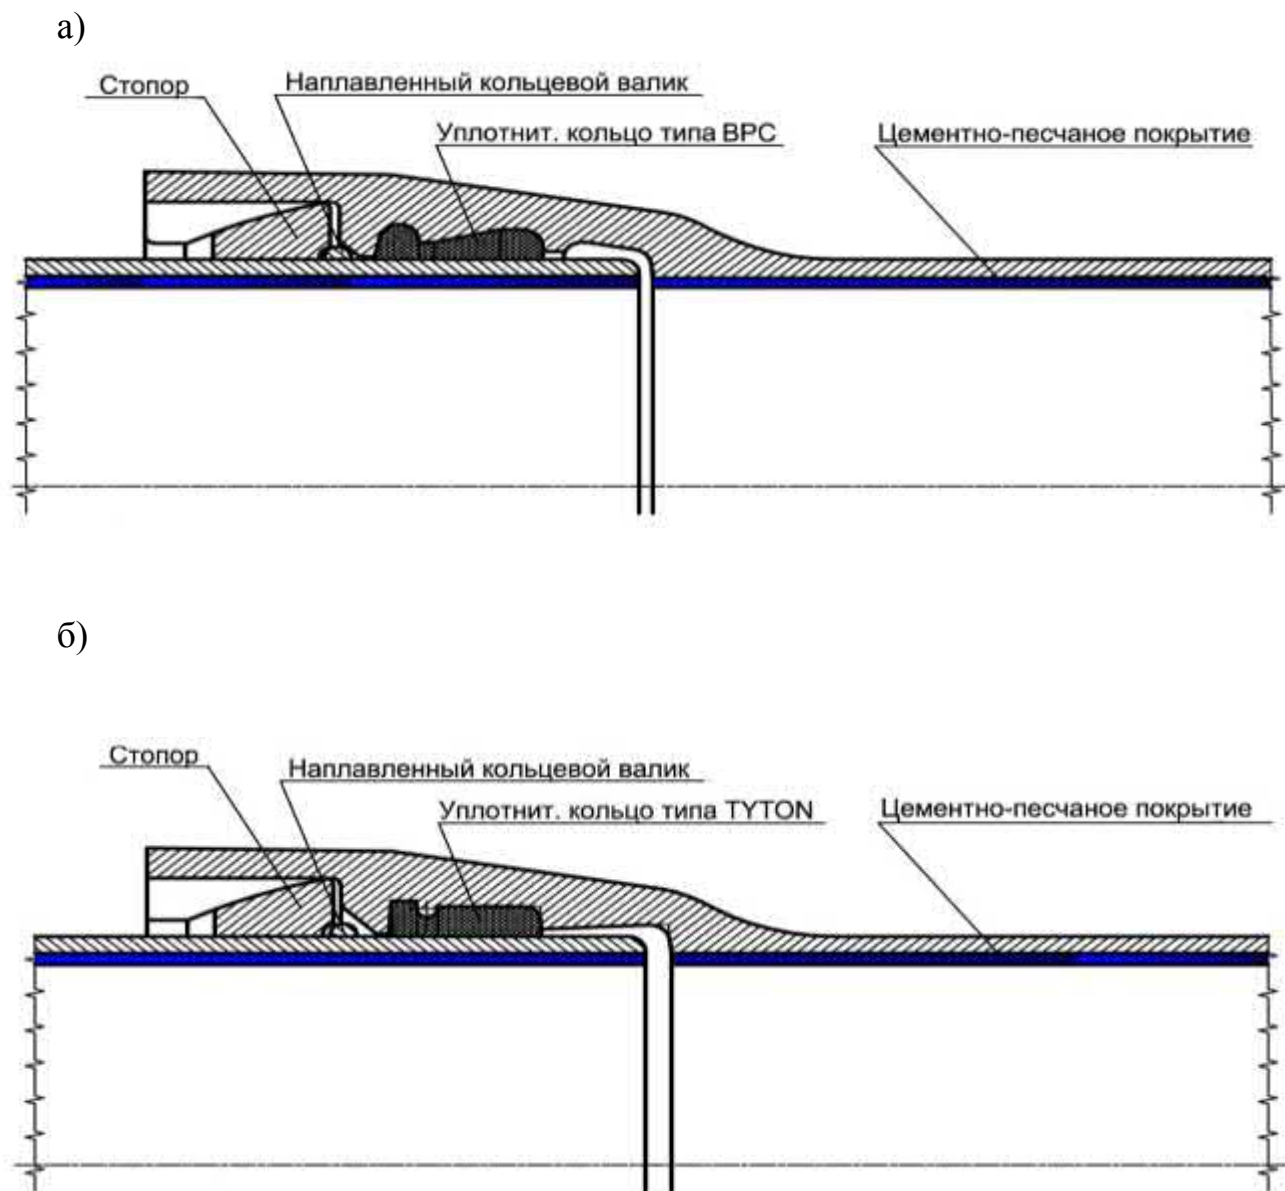 а)
Стопор
Наплавленный кольцевой валик
Уплотнит. кольцо типа ВРС
Цементно-песчаное покрытие
б)
Стопор
Наплавленный кольцевой валик
Уплотнит. кольцо типа TYTON
Цементно-песчаное покрытие